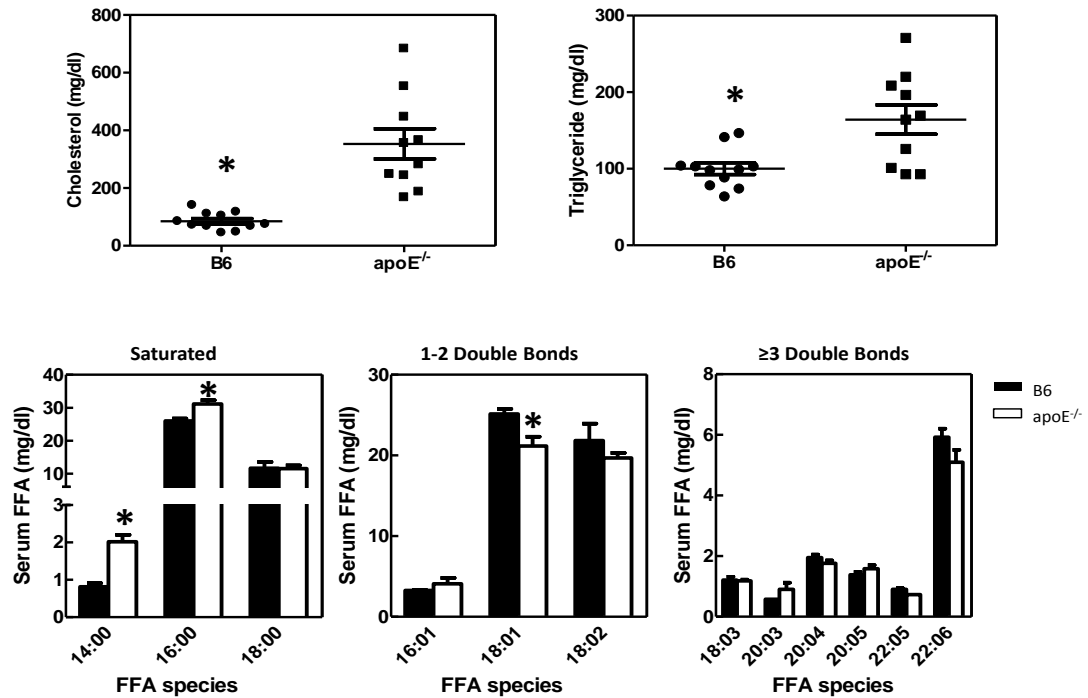 Cholesterol (mg/dl)
800
600
400
200
0
*
B6
apoE-/-
Triglyceride (mg/dl)
300
200
100
0
*
B6
apoE-/-
Saturated
Serum FFA (mg/dl)
40
30
20
10
3
2
1
0
*
*
14:00
16:00
18:00
FFA species
1-2 Double Bonds
Serum FFA (mg/dl)
30
20
10
0
*
16:01
18:01
18:02
FFA species
≥3 Double Bonds
Serum FFA (mg/dl)
8
6
4
2
0
18:03
20:03
20:04
20:05
22:05
22:06
FFA species
B6
apoE-/-